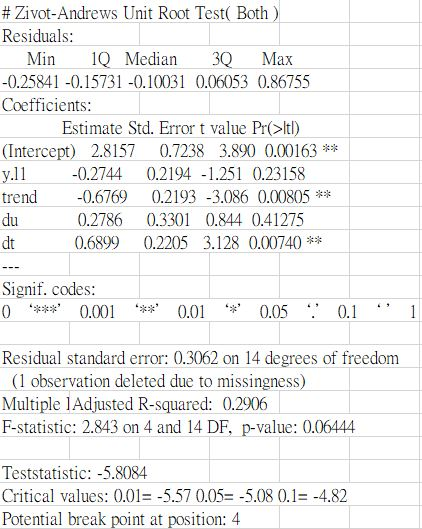 # Zivot-Andrews Unit Root Test( Both )
Residuals:
Min 1Q Median 3Q Max
-0.25841 -0.15731 -0.10031 0.06053 0.86755
Coefficients:
Estimate Std. Error t value Pr(>|t|)
(Intercept) 2.8157 0.7238 3.890 0.00163 **
y.l1 -0.2744 0.2194 -1.251 0.23158
trend -0.6769 0.2193 -3.086 0.00805 **
du 0.2786 0.3301 0.844 0.41275
dt 0.6899 0.2205 3.128 0.00740 **
---
Signif. codes:
0 ‘***’ 0.001 ‘**’ 0.01 ‘*’ 0.05 ‘.’ 0.1 ‘ ’ 1
Residual standard error: 0.3062 on 14 degrees of freedom
(1 observation deleted due to missingness)
Multiple lAdjusted R-squared: 0.2906
F-statistic: 2.843 on 4 and 14 DF, p-value: 0.06444
Teststatistic: -5.8084
Critical values: 0.01= -5.57 0.05= -5.08 0.1= -4.82
Potential break point at position: 4